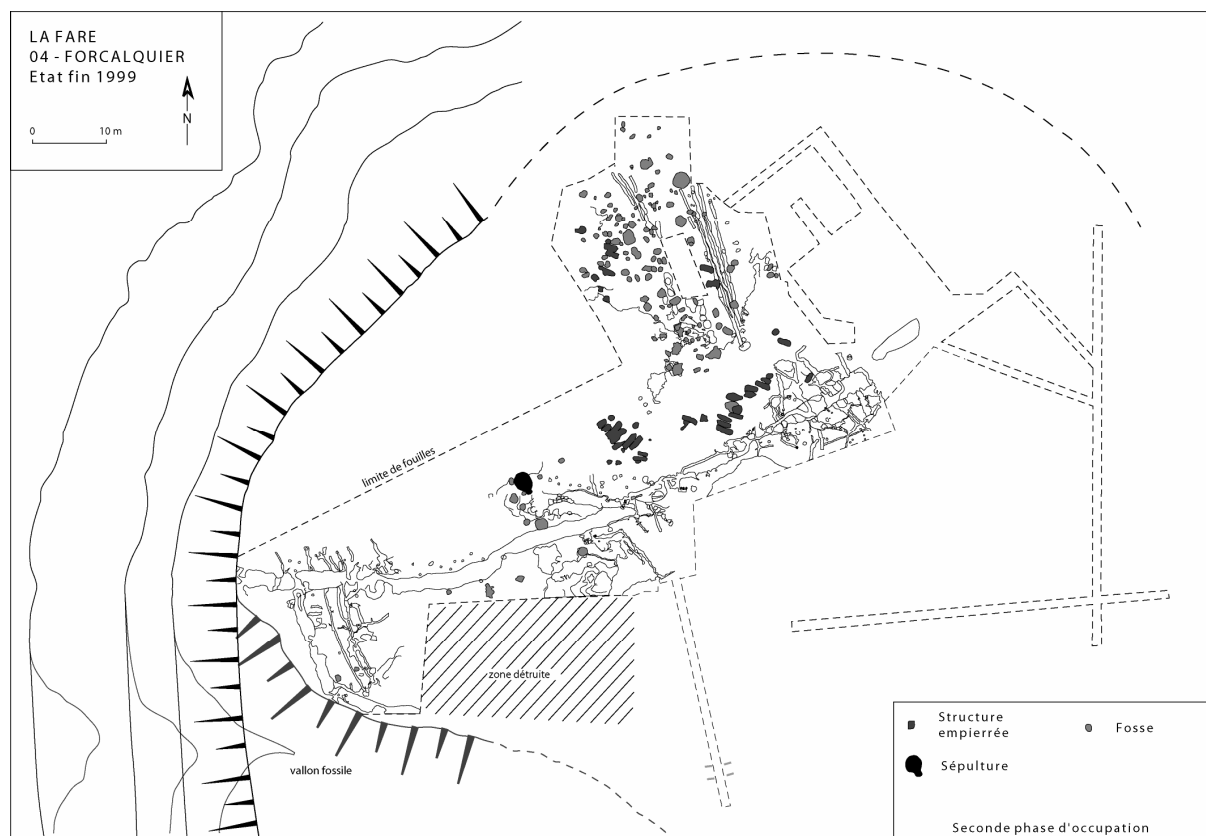 LA FARE
04 - FORCALQUIER
Etat fin 1999
N
0 10 m
limite de fouilles
zone détruite
vallon fossile
Structure
empierrée
Fosse
Sépulture
Seconde phase d'occupation